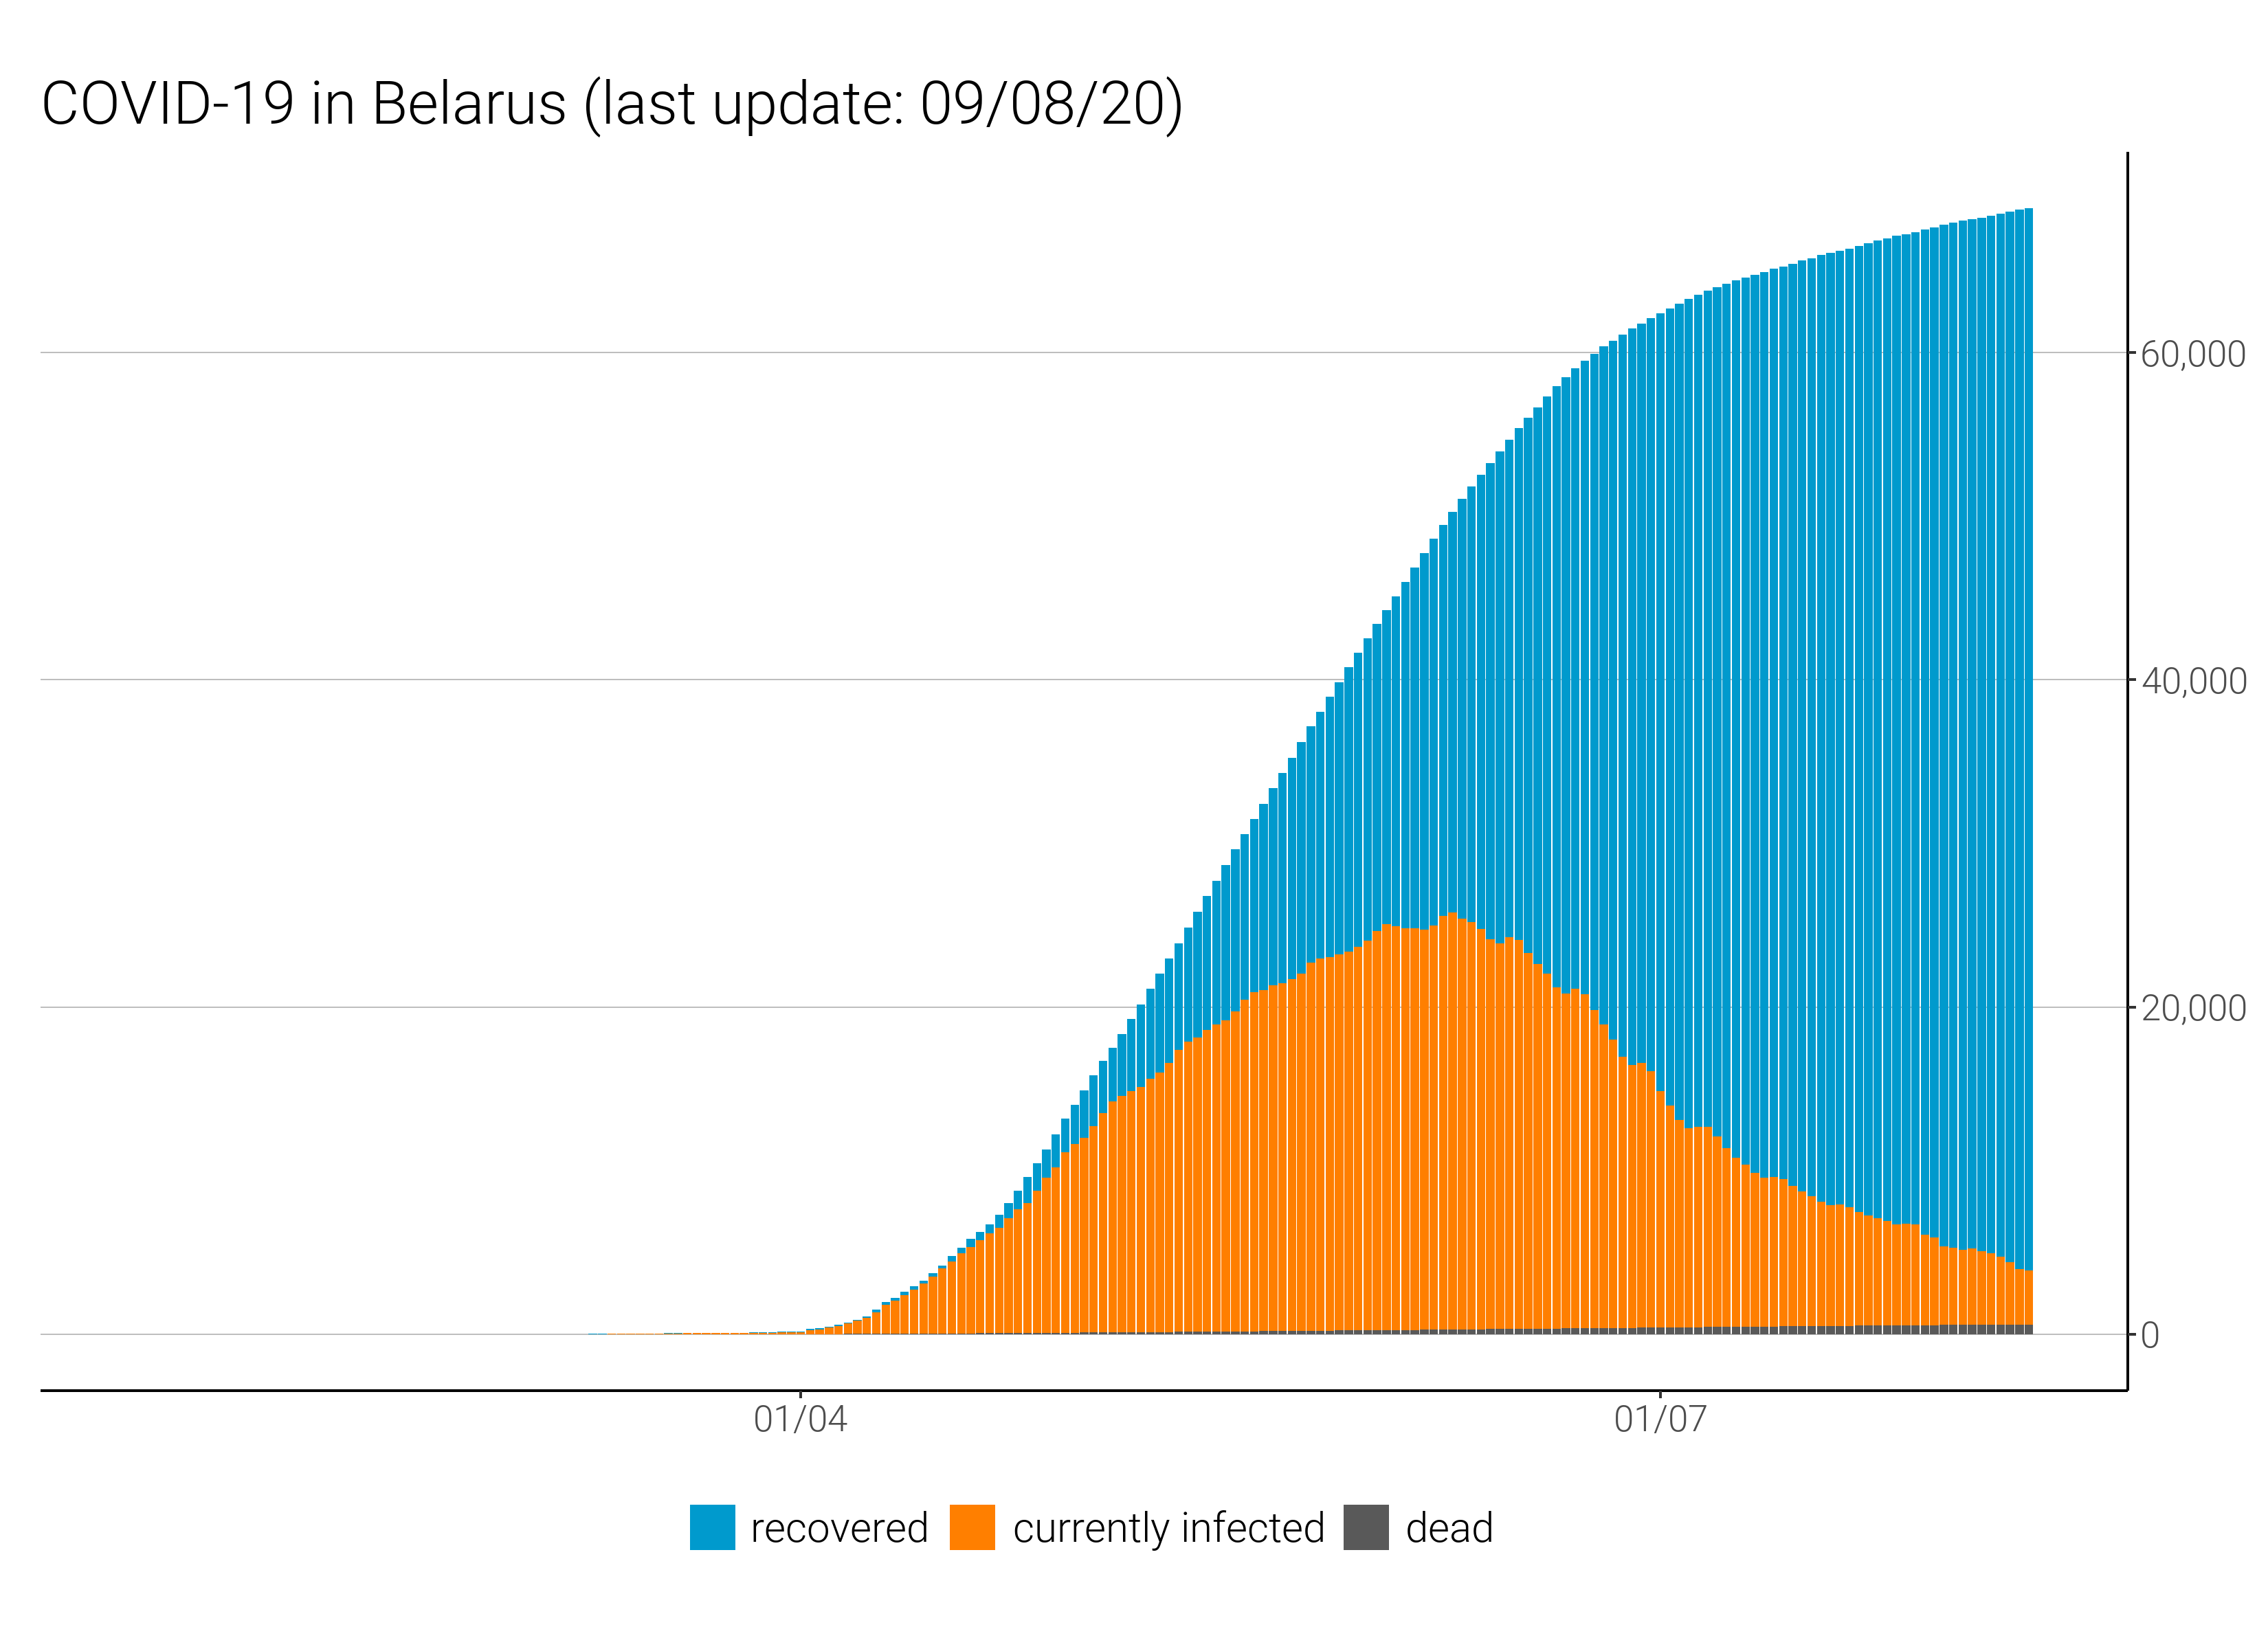 COVID-19 in Belarus (last update: 09/08/20)
60,000
40,000
20,000
0
01/04 01/07
recovered currently infected dead